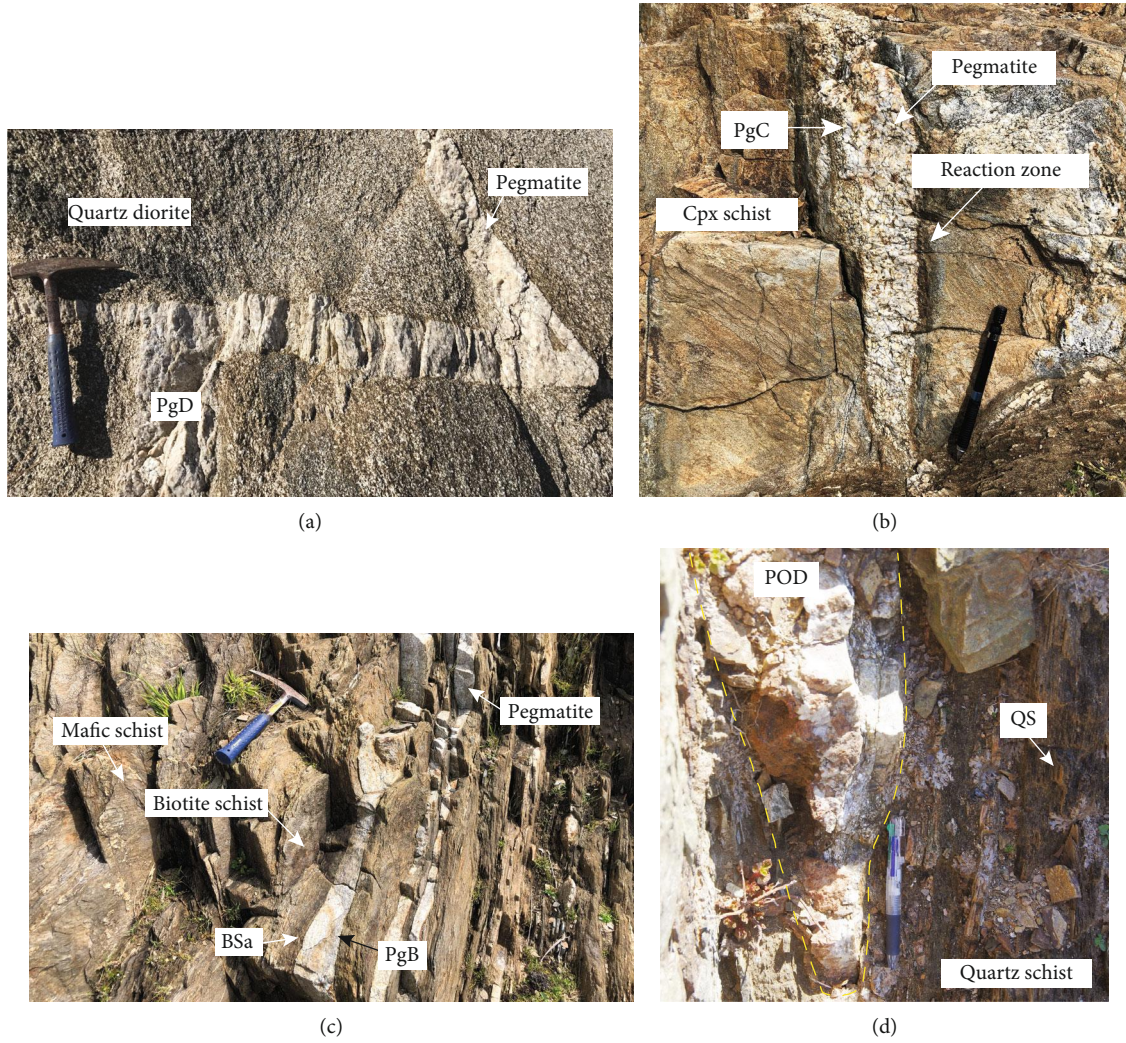 Quartz diorite
Pegmatite
PgD
(a)
Pegmatite
PgC
Reaction zone
Cpx schist
(b)
Mafic schist
Biotite schist
Pegmatite
BSa
PgB
(c)
POD
QS
Quartz schist
(d)